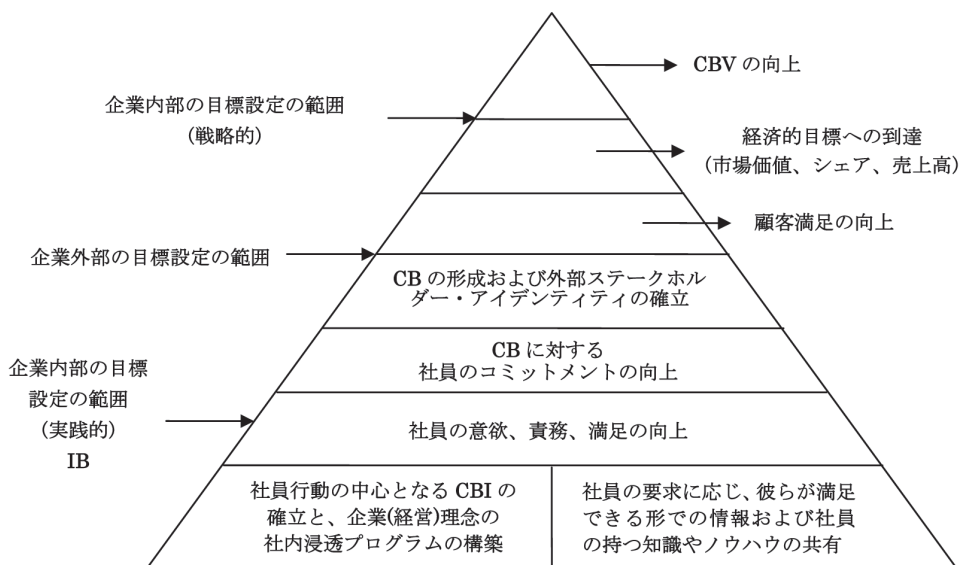 CBV の向上
企業内部の目標設定の範囲
(戦略的)
経済的目標への到達
(市場価値、シェア、売上高)
顧客満足の向上
企業外部の目標設定の範囲
CB の形成および外部ステークホル
ダー・アイデンティティの確立
CB に対する
社員のコミットメントの向上
企業内部の目標
設定の範囲
(実践的)
IB
社員の意欲、責務、満足の向上
社員行動の中心となる CBI の
確立と、企業(経営)理念の
社内浸透プログラムの構築
社員の要求に応じ、彼らが満足
できる形での情報および社員
の持つ知識やノウハウの共有